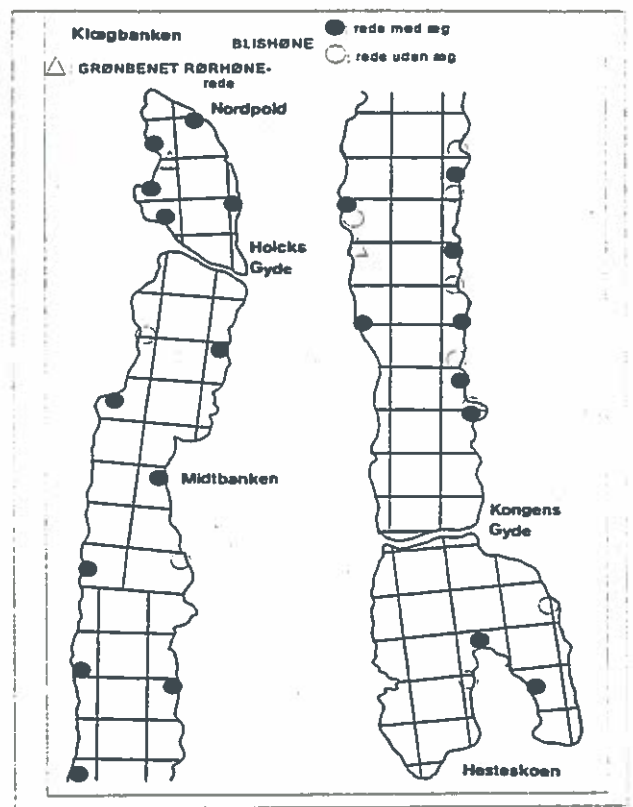 Klægbanken
BLISHØNE
rede med æg
rede uden æg
GRØNBENET RØRHØNE-
rede
Nordpold
Holcks
Gyde
Midtbanken
Kongens
Gyde
Hesteskoen